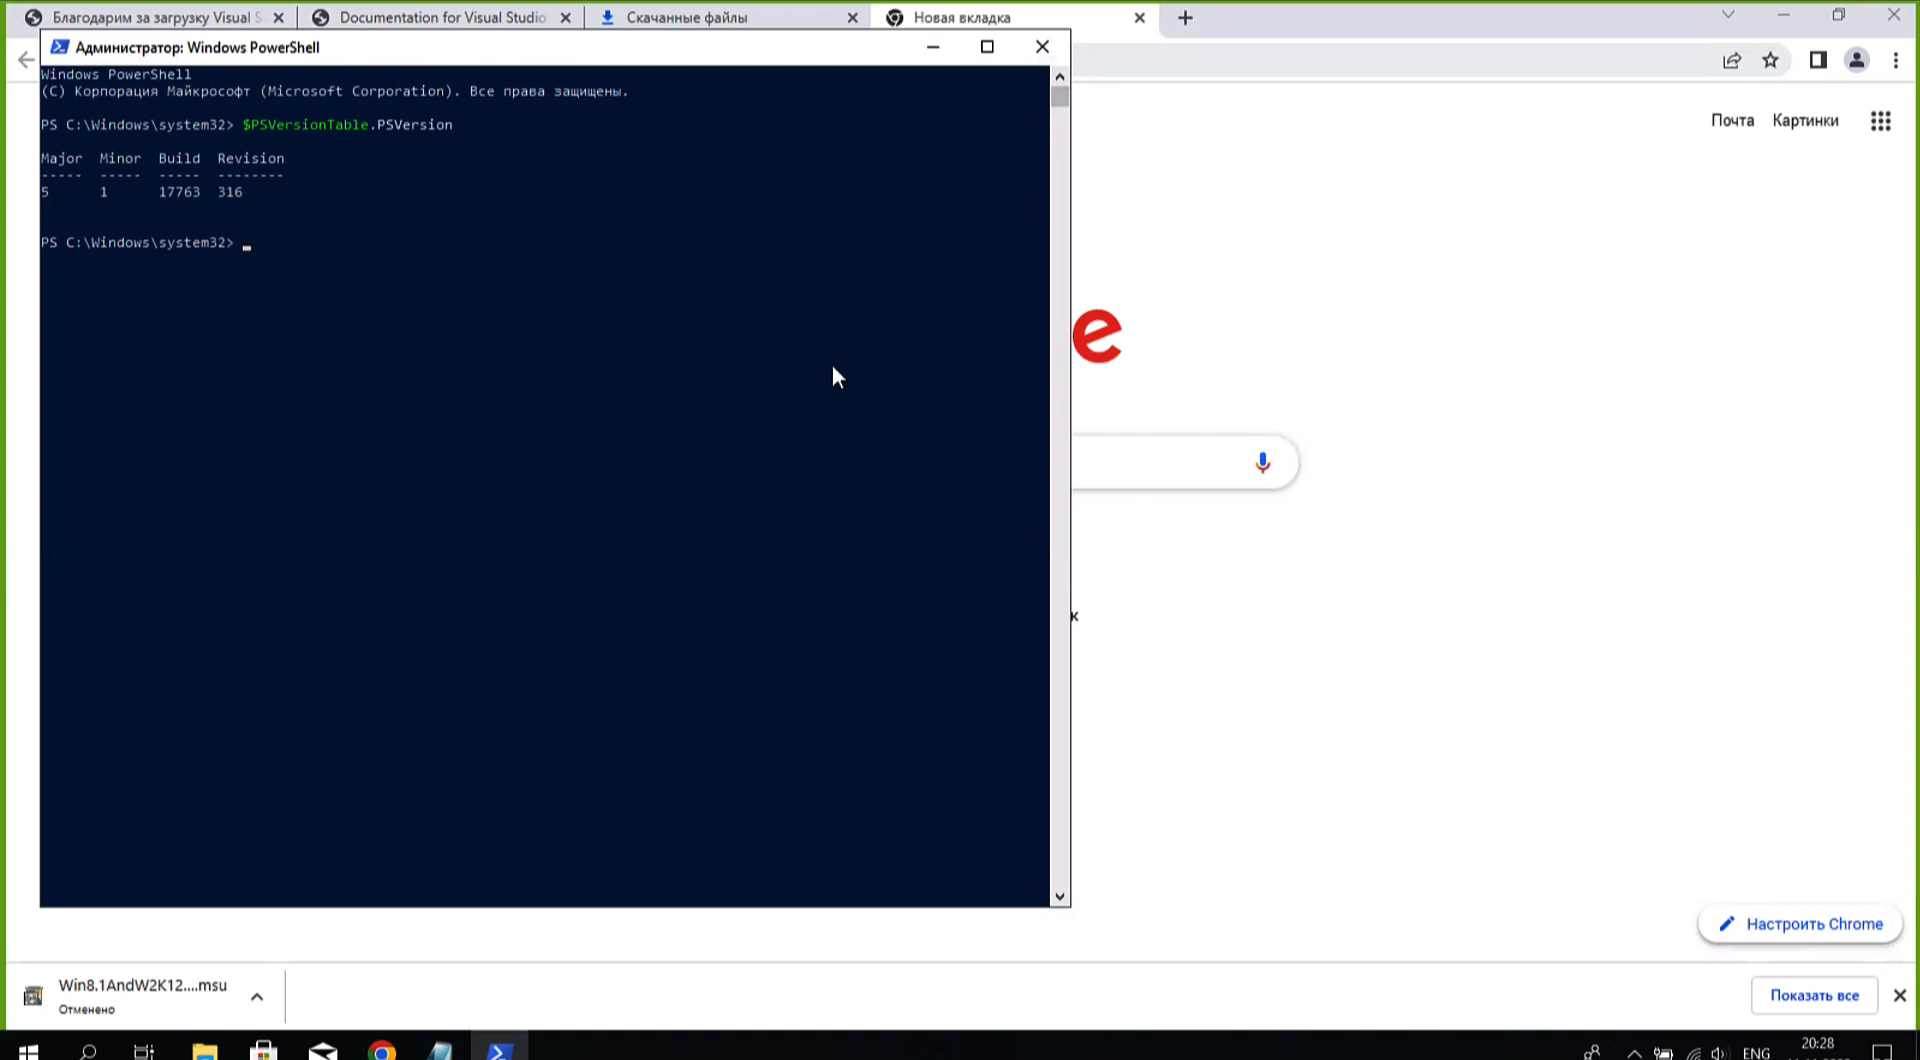 Благодарим за загрузку Visual S
Documentation for Visual Studio
Скачанные файлы
Новая вкладка
Администратор: Windows PowerShell
Windows PowerShell
(C) Корпорация Майкрософт (Microsoft Corporation). Все права защищены.
PS C:\Windows\system32> $PSVersionTable.PSVersion
Major Minor Build Revision
----- ----- ----- --------
5 1 17763 316
PS C:\Windows\system32> _
Почта Картинки
e
к
Настроить Chrome
Win8.1AndW2K12....msu
Отменено
Показать все
ENG
20:28